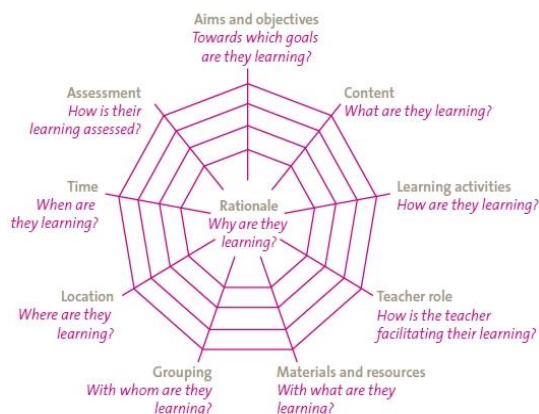 Aims and objectives
Towards which goals
are they learning?
Content
What are they learning?
Learning activities
How are they learning?
Teacher role
How is the teacher
facilitating their learning?
Materials and resources
With what are they
learning?
Grouping
With whom are they
learning?
Location
Where are they
learning?
Time
When are
they learning?
Assessment
How is their
learning assessed?
Rationale
Why are they
learning?